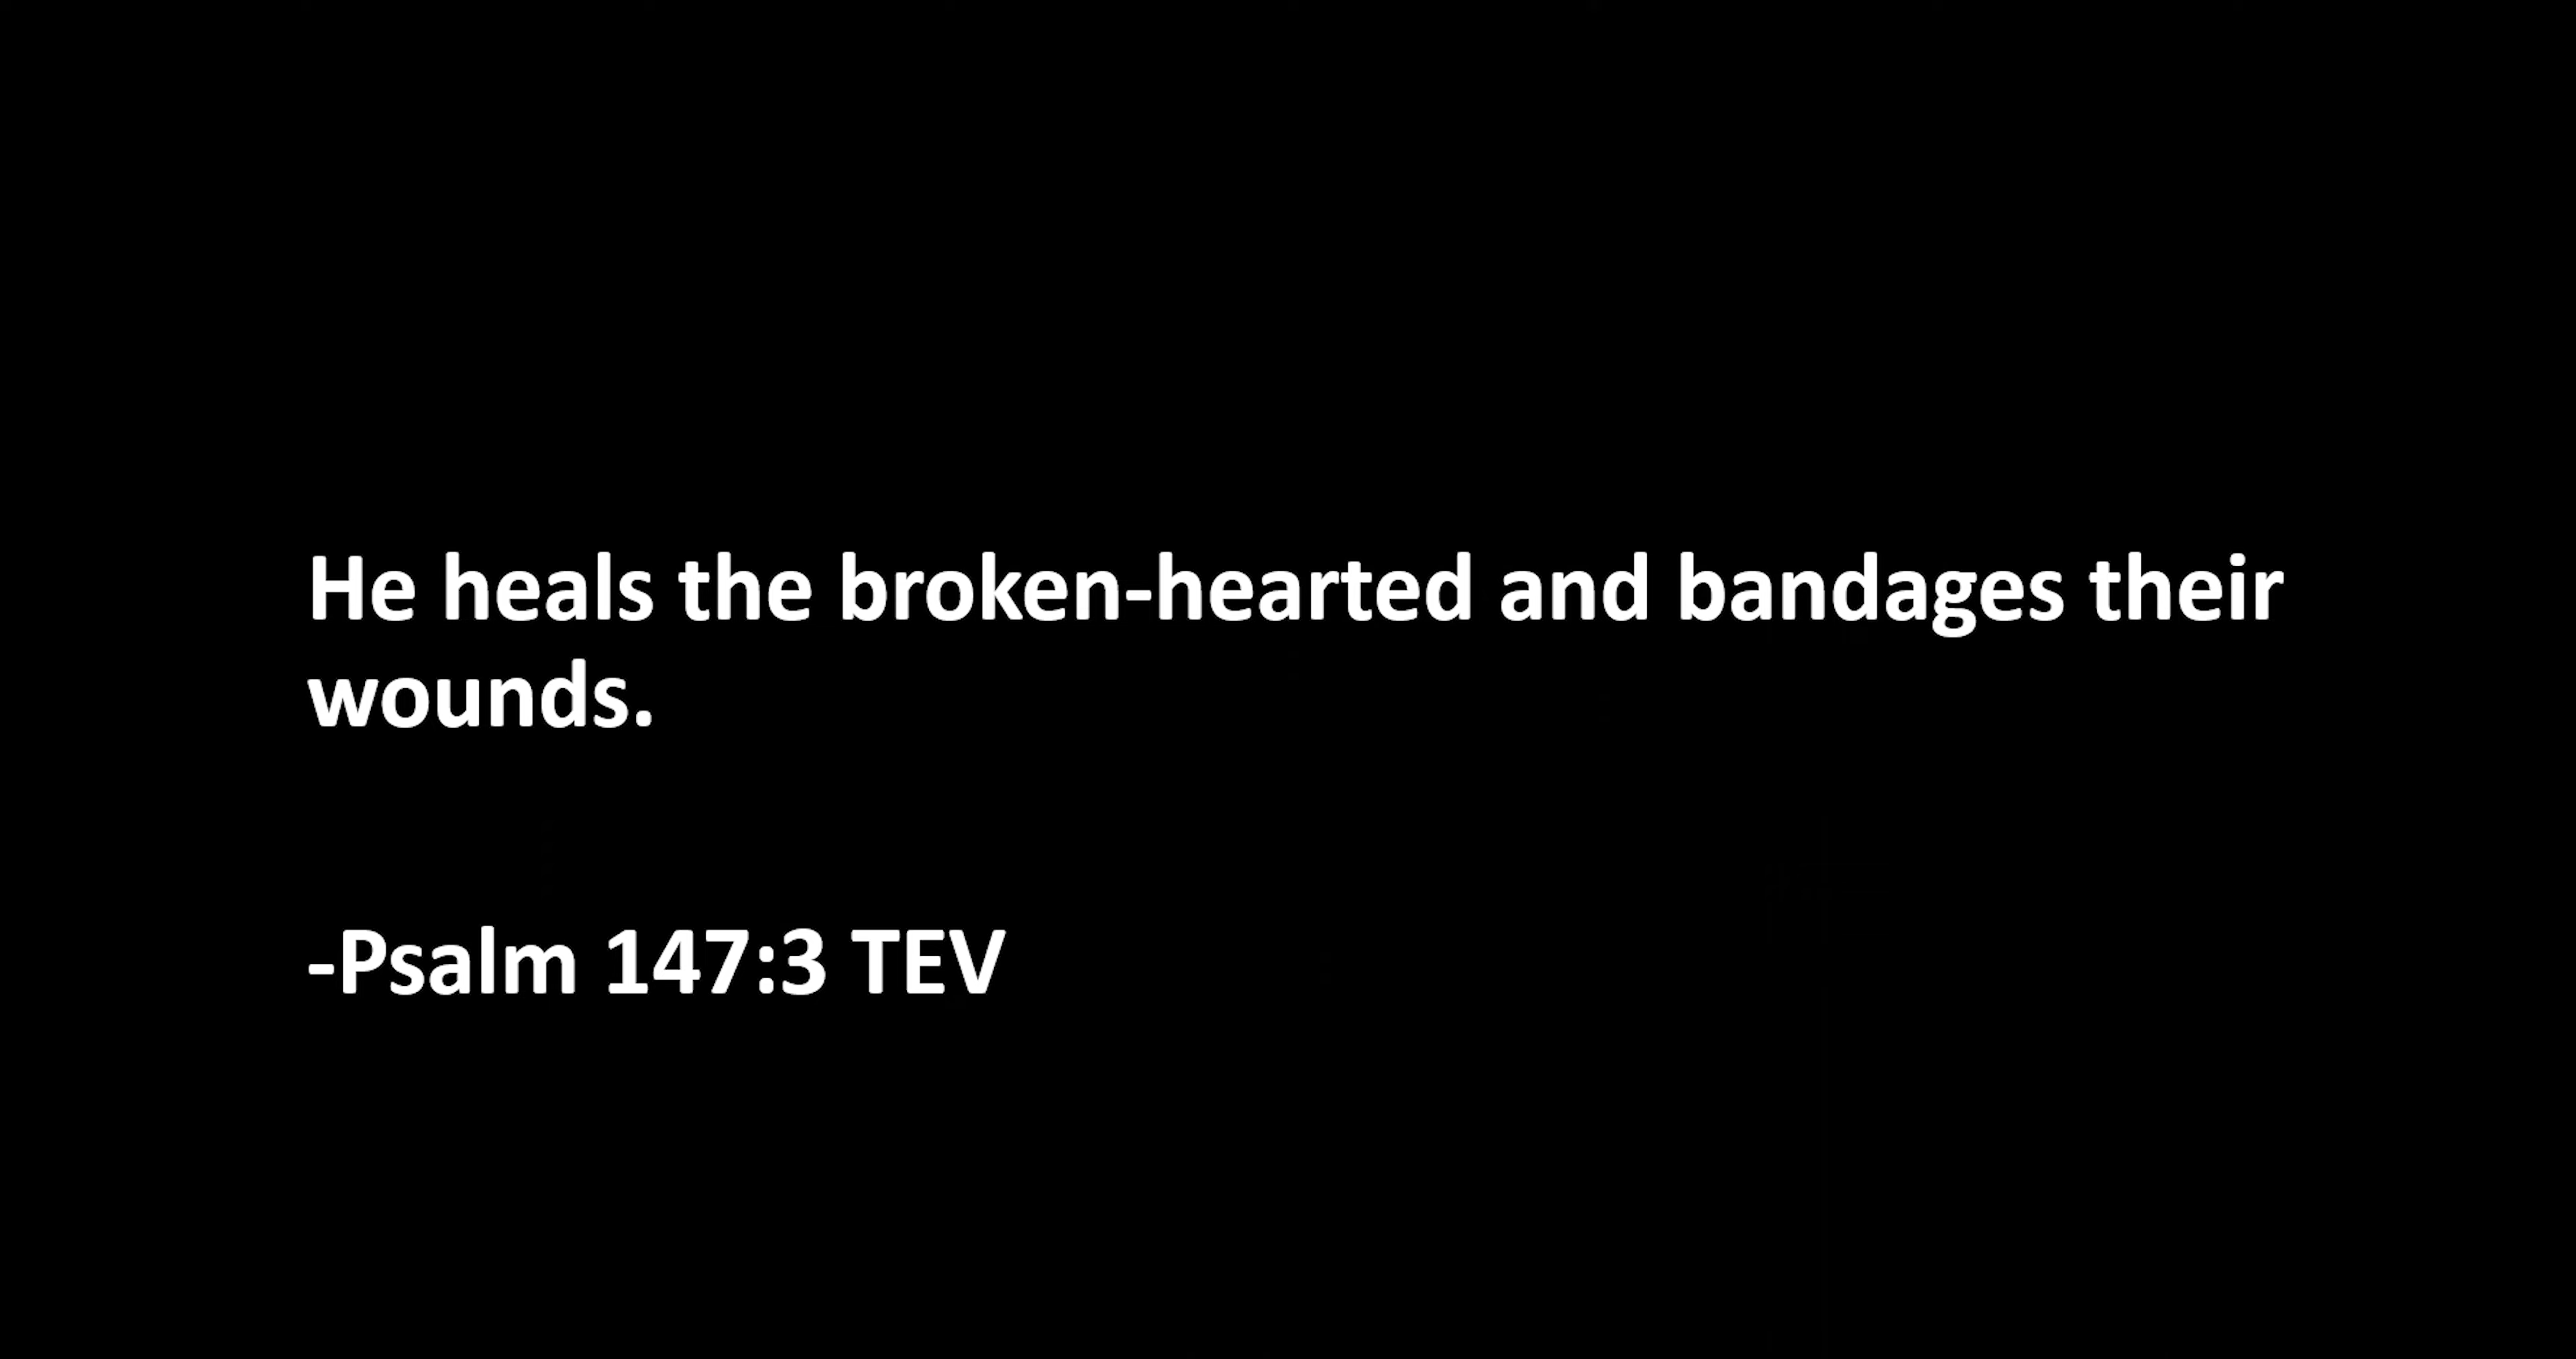 He heals the broken-hearted and bandages their
wounds.
-Psalm 147:3 TEV